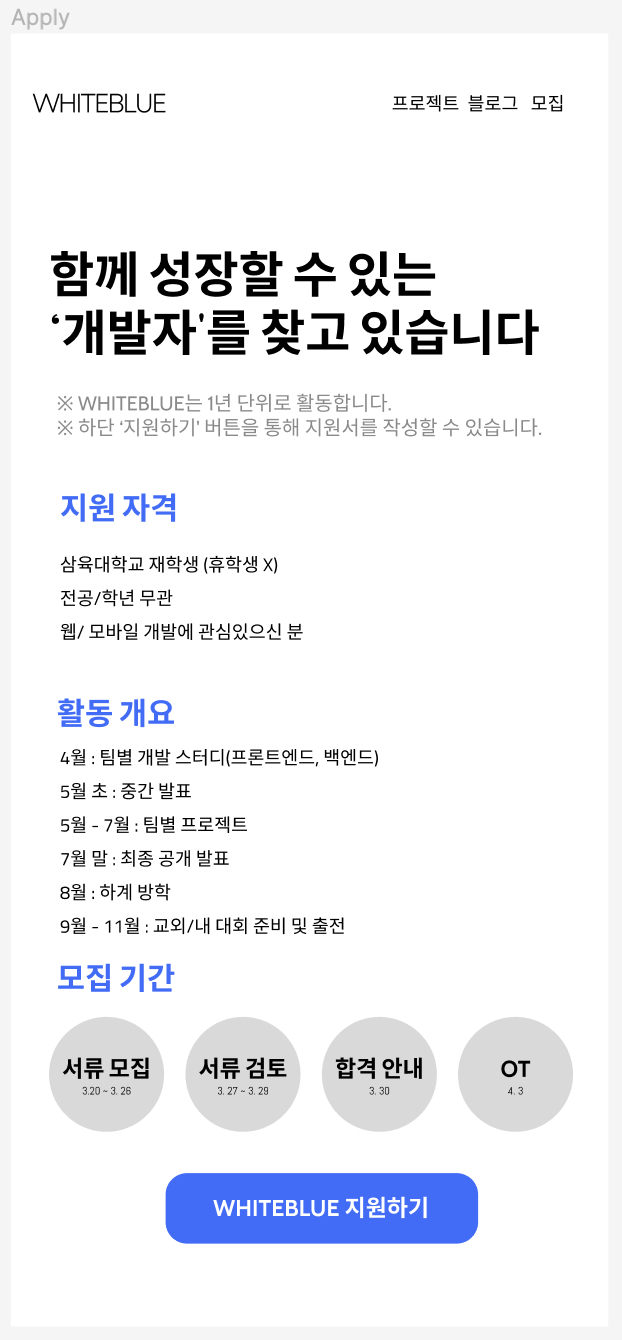 Apply
WHITEBLUE
프로젝트 블로그 모집
함께 성장할 수 있는
‘개발자'를 찾고 있습니다
※ WHITEBLUE는 1년 단위로 활동합니다.
※ 하단 ‘지원하기' 버튼을 통해 지원서를 작성할 수 있습니다.
지원 자격
삼육대학교 재학생 (휴학생 X)
전공/학년 무관
웹/ 모바일 개발에 관심있으신 분
활동 개요
4월 : 팀별 개발 스터디(프론트엔드, 백엔드)
5월 초 : 중간 발표
5월 - 7월 : 팀별 프로젝트
7월 말 : 최종 공개 발표
8월 : 하계 방학
9월 - 11월 : 교외/내 대회 준비 및 출전
모집 기간
서류 모집
3.20 ~ 3. 26
서류 검토
3. 27 ~ 3. 29
합격 안내
3. 30
OT
4. 3
WHITEBLUE 지원하기